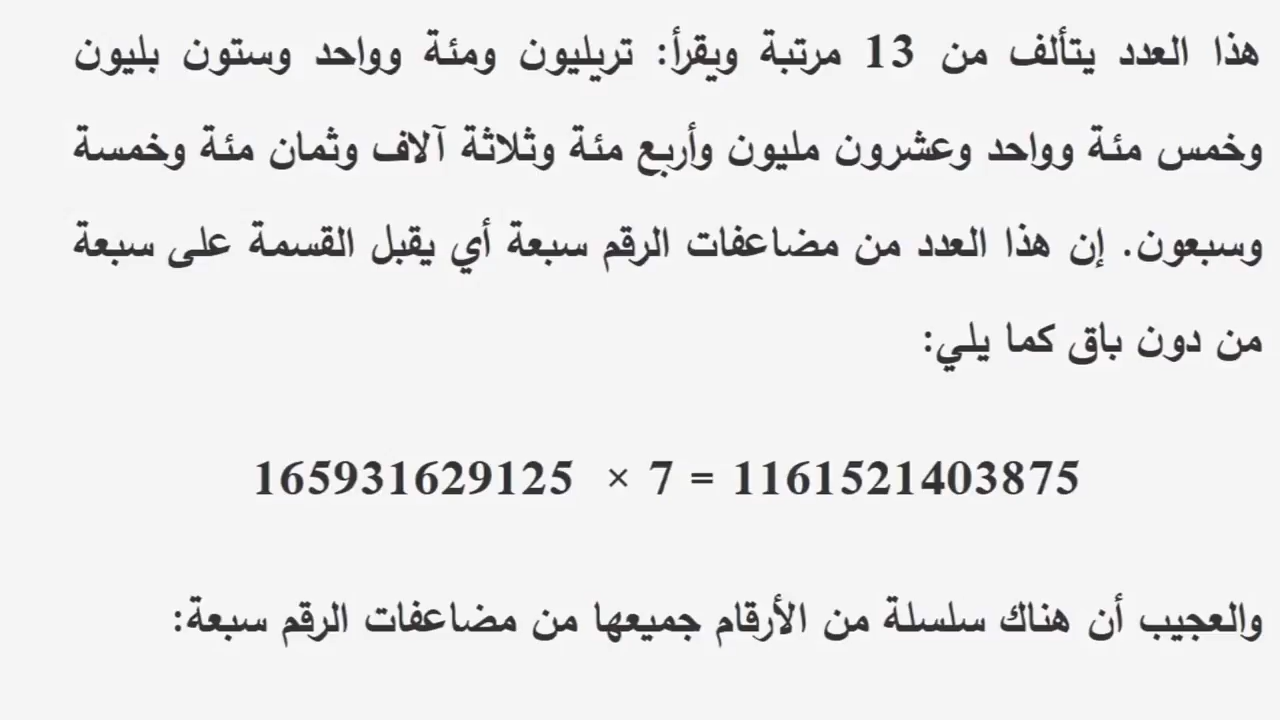 هذا العدد يتألف من 13 مرتبة ويقرأ: تريليون ومئة وواحد وستون بليون
وخمس مئة وواحد وعشرون مليون وأربع مئة وثلاثة آلاف وثمان مئة وخمسة
وسبعون. إن هذا العدد من مضاعفات الرقم سبعة أي يقبل القسمة على سبعة
من دون باق كما يلي:
165931629125 × 7 = 1161521403875
والعجيب أن هناك سلسلة من الأرقام جميعها من مضاعفات الرقم سبعة: